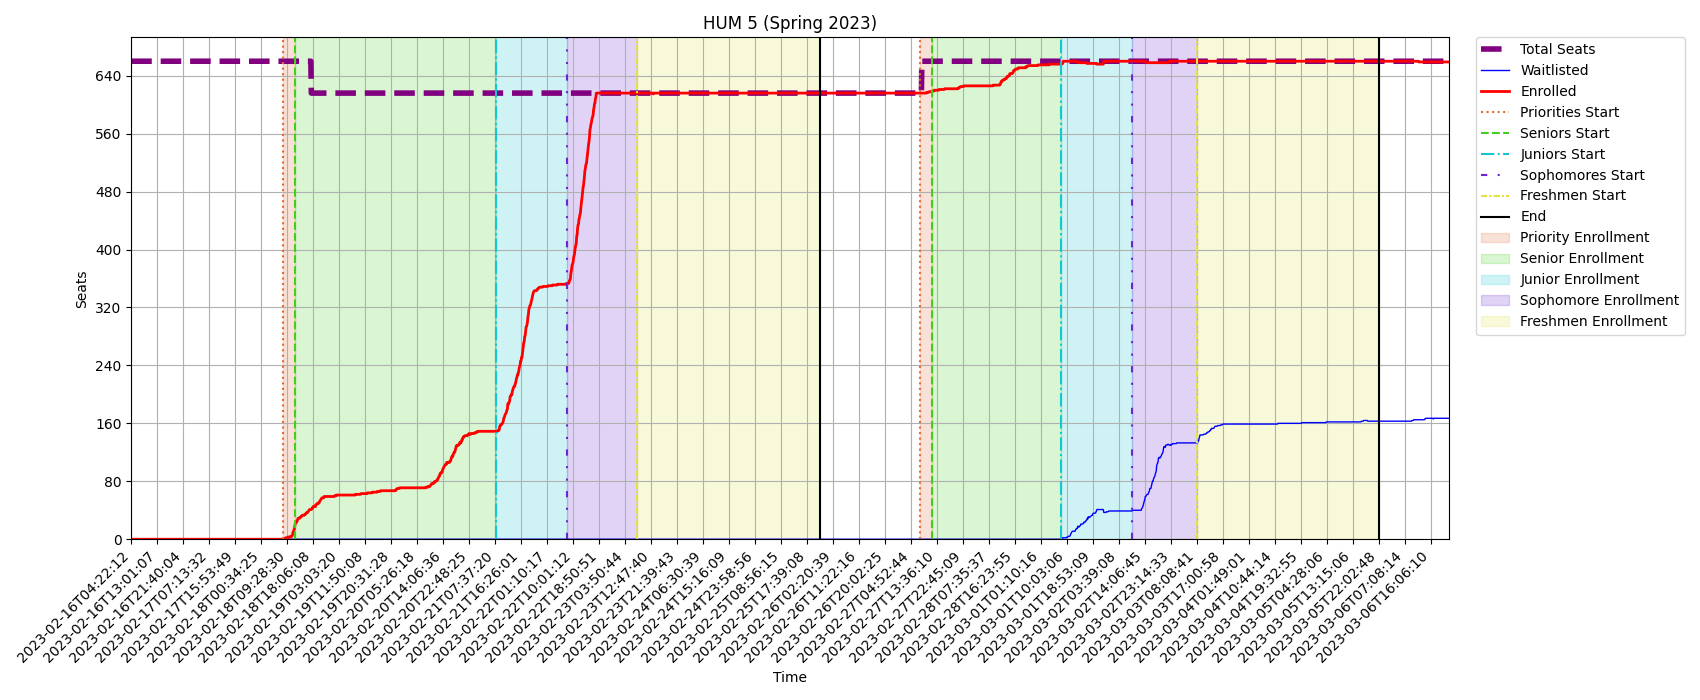 HUM 5 (Spring 2023)
Seats
640
560
480
400
320
240
160
80
0
2023-02-16T04:22:12
2023-02-16T13:01:07
2023-02-16T21:40:04
2023-02-17T07:13:32
2023-02-17T15:53:49
2023-02-18T00:34:25
2023-02-18T09:28:30
2023-02-18T18:06:08
2023-02-19T03:03:20
2023-02-19T11:50:08
2023-02-19T20:31:28
2023-02-20T05:26:18
2023-02-20T14:06:36
2023-02-20T22:48:25
2023-02-21T07:37:20
2023-02-21T16:26:01
2023-02-22T01:10:17
2023-02-22T10:01:12
2023-02-22T18:50:51
2023-02-23T03:50:44
2023-02-23T12:47:40
2023-02-23T21:39:43
2023-02-24T06:30:39
2023-02-24T15:16:09
2023-02-24T23:58:56
2023-02-25T08:56:15
2023-02-25T17:39:08
2023-02-26T02:20:39
2023-02-26T11:22:16
2023-02-26T20:02:25
2023-02-27T04:52:44
2023-02-27T13:36:10
2023-02-27T22:45:09
2023-02-28T07:35:37
2023-02-28T16:23:55
2023-03-01T01:10:16
2023-03-01T10:03:06
2023-03-01T18:53:09
2023-03-02T03:39:08
2023-03-02T14:06:45
2023-03-02T23:14:33
2023-03-03T08:08:41
2023-03-03T17:00:58
2023-03-04T01:49:01
2023-03-04T10:44:14
2023-03-04T19:32:55
2023-03-05T04:28:06
2023-03-05T13:15:06
2023-03-05T22:02:48
2023-03-06T07:08:14
2023-03-06T16:06:10
Time
Total Seats
Waitlisted
Enrolled
Priorities Start
Seniors Start
Juniors Start
Sophomores Start
Freshmen Start
End
Priority Enrollment
Senior Enrollment
Junior Enrollment
Sophomore Enrollment
Freshmen Enrollment